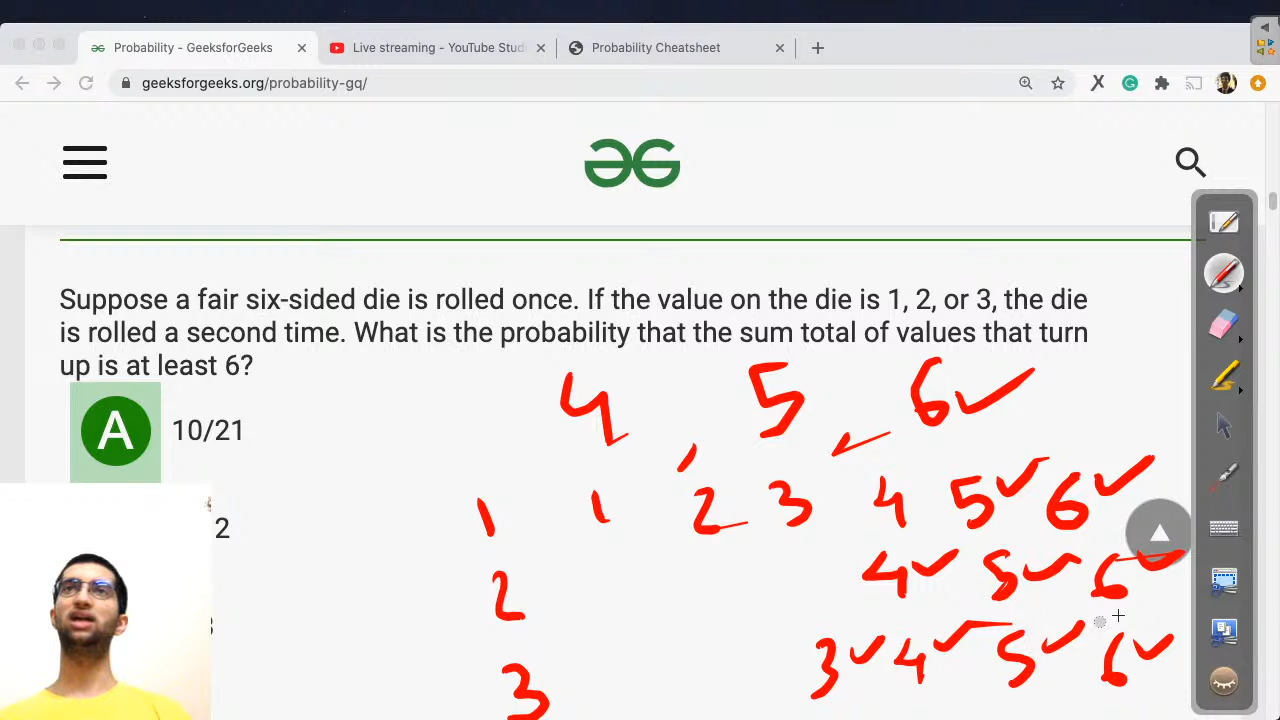 Probability - GeeksforGeeks
Live streaming - YouTube Stud
Probability Cheatsheet
geeksforgeeks.org/probability-gq/
Suppose a fair six-sided die is rolled once. If the value on the die is 1, 2, or 3, the die
is rolled a second time. What is the probability that the sum total of values that turn
up is at least 6?
4 , 5 6 ✓
A 10/21
1 1 2 3 4 5 ✓ 6 ✓
2
2 4 ✓ 5 ✓ 6 ✓
3 3 ✓ 4 ✓ 5 ✓ 6 ✓